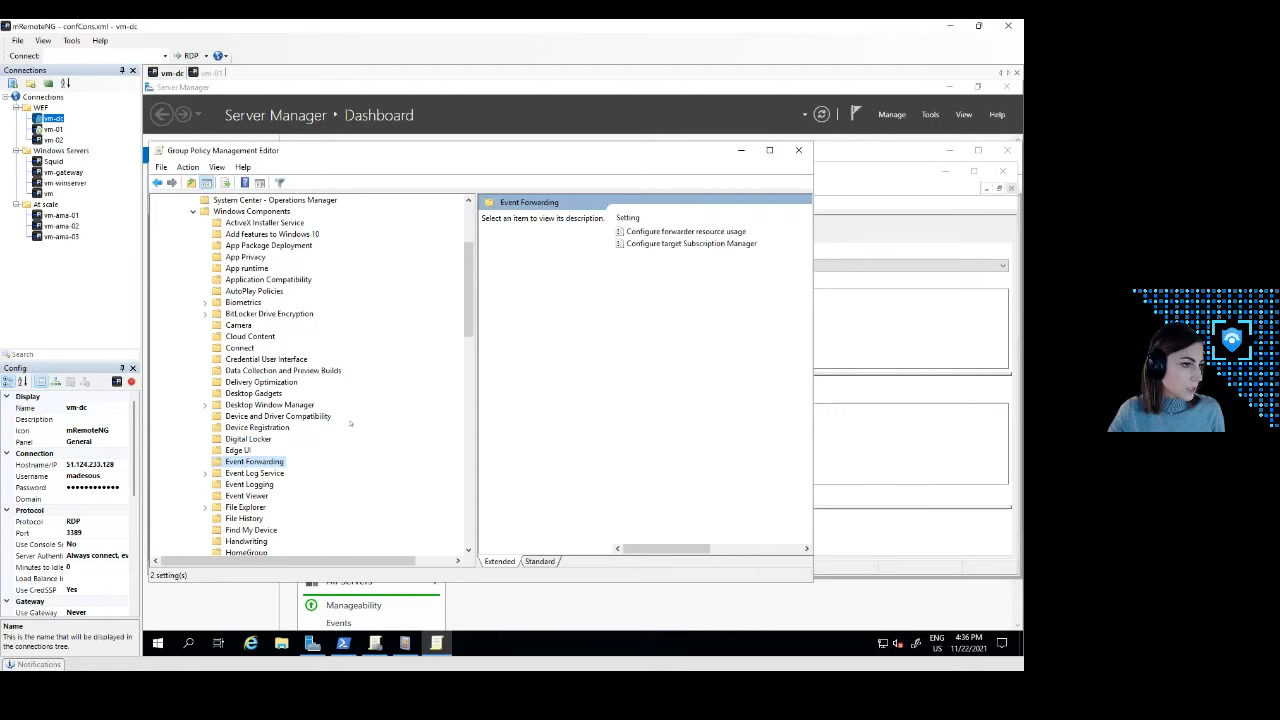 mRemoteNG - confCons.xml - vm-dc
File View Tools Help
Connect: RDP
Connections
Connections
WEF
vm-dc
vm-01
vm-02
Windows Servers
Squid
vm-gateway
vm-winserver
vm
At scale
vm-ama-01
vm-ama-02
vm-ama-03
Search
Config
Display
Name vm-dc
Description
Icon mRemoteNG
Panel General
Connection
Hostname/IP 51.124.233.128
Username madesous
Password ••••••••••••
Domain
Protocol
Protocol RDP
Port 3389
Use Console S No
Server Authenti Always connect, ev
Minutes to Idle 0
Load Balance I
Use CredSSP Yes
Gateway
Use Gateway Never
Name
This is the name that will be displayed in the connections tree.
Notifications
vm-dc vm-01
Server Manager
Server Manager ‣ Dashboard
Manage Tools View Help
Group Policy Management Editor
File Action View Help
System Center - Operations Manager
Windows Components
ActiveX Installer Service
Add features to Windows 10
App Package Deployment
App Privacy
App runtime
Application Compatibility
AutoPlay Policies
Biometrics
BitLocker Drive Encryption
Camera
Cloud Content
Connect
Credential User Interface
Data Collection and Preview Builds
Delivery Optimization
Desktop Gadgets
Desktop Window Manager
Device and Driver Compatibility
Device Registration
Digital Locker
Edge UI
Event Forwarding
Event Log Service
Event Logging
Event Viewer
File Explorer
File History
Find My Device
Handwriting
HomeGroup
Event Forwarding
Select an item to view its description.
Setting
Configure forwarder resource usage
Configure target Subscription Manager
Extended Standard
2 setting(s)
All Servers
Manageability
Events
ENG
US
4:36 PM
11/22/2021